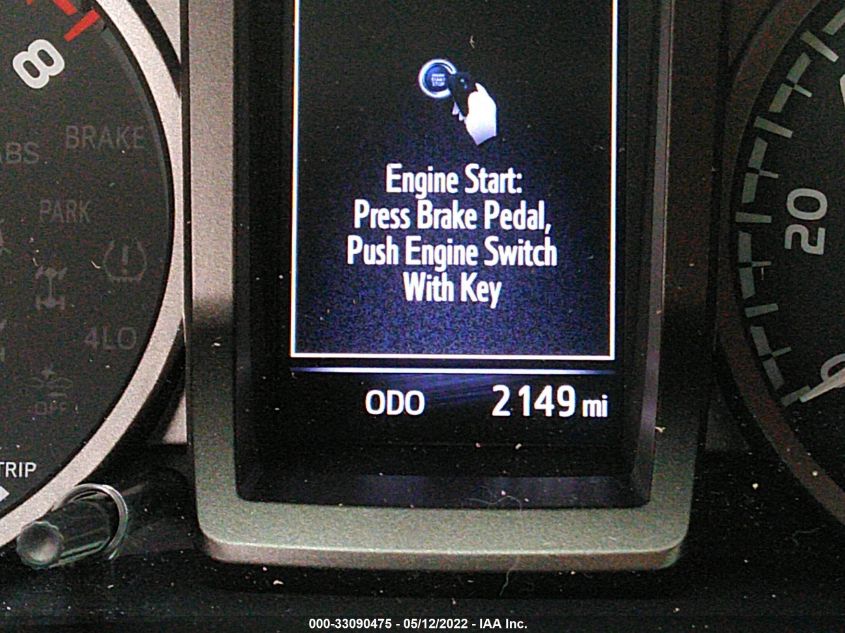 8
ABS
BRAKE
PARK
4LO
OFF
TRIP
Engine Start:
Press Brake Pedal,
Push Engine Switch
With Key
ODO 2149 mi
20
0
000-33090475 - 05/12/2022 - IAA Inc.